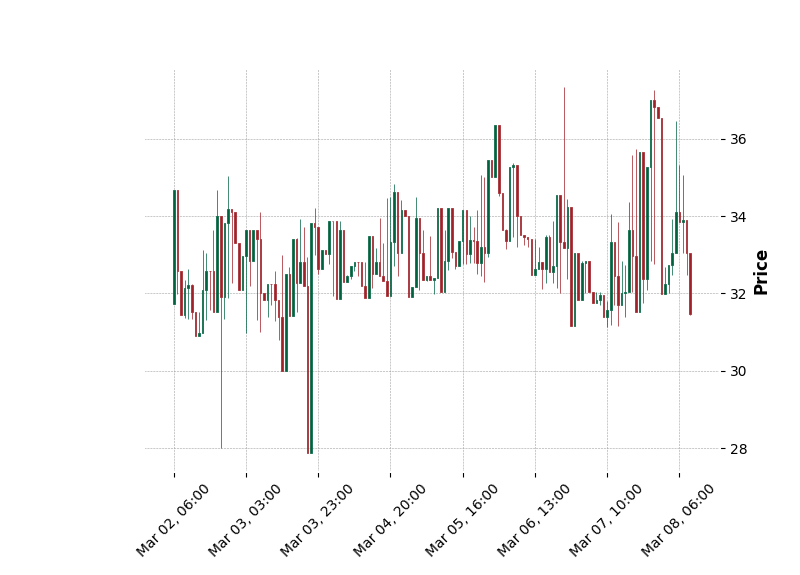 36
34
32
30
28
Price
Mar 02, 06:00
Mar 03, 03:00
Mar 03, 23:00
Mar 04, 20:00
Mar 05, 16:00
Mar 06, 13:00
Mar 07, 10:00
Mar 08, 06:00